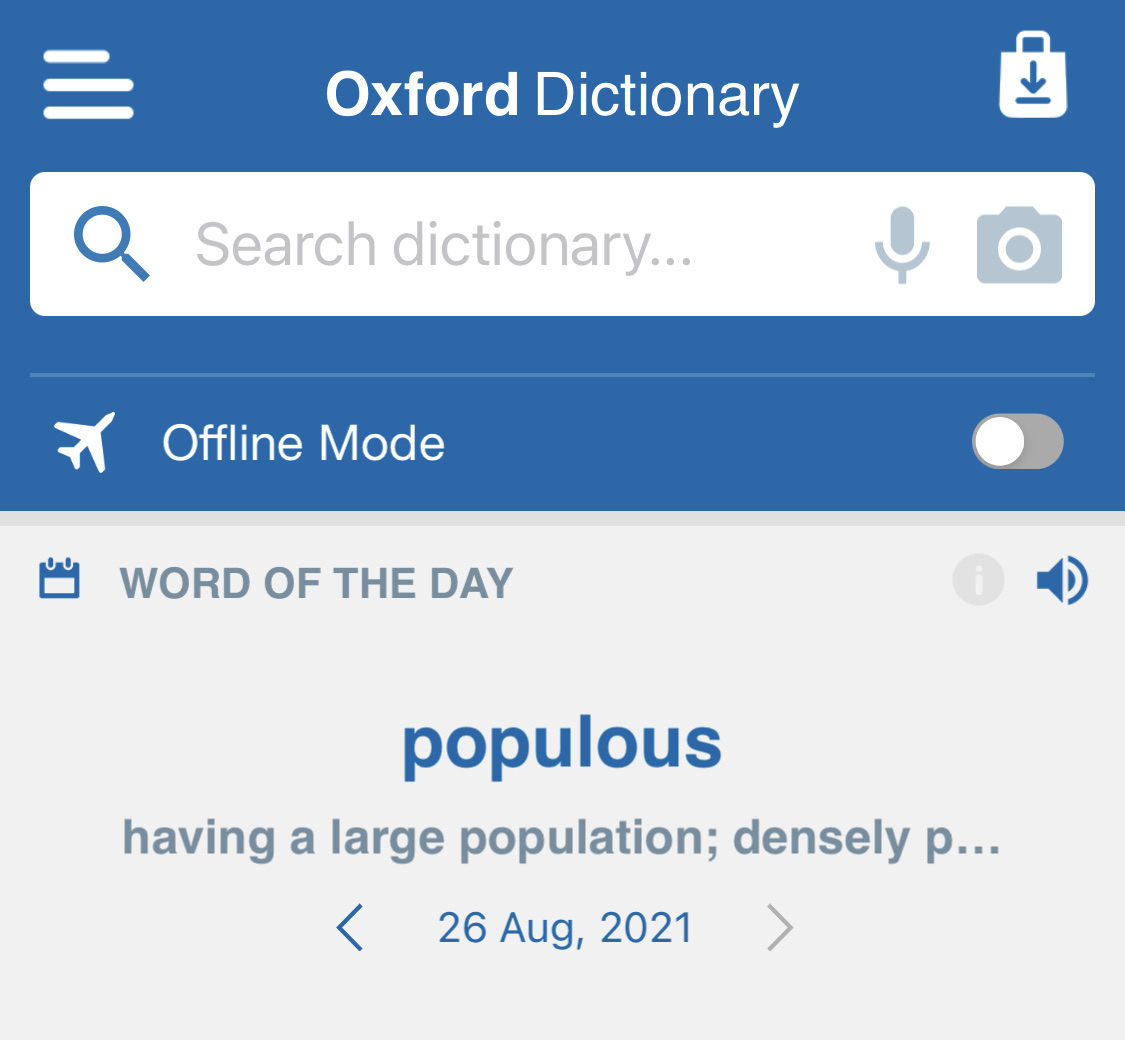 Oxford Dictionary
Search dictionary...
Offline Mode
WORD OF THE DAY
populous
having a large population; densely p...
26 Aug, 2021